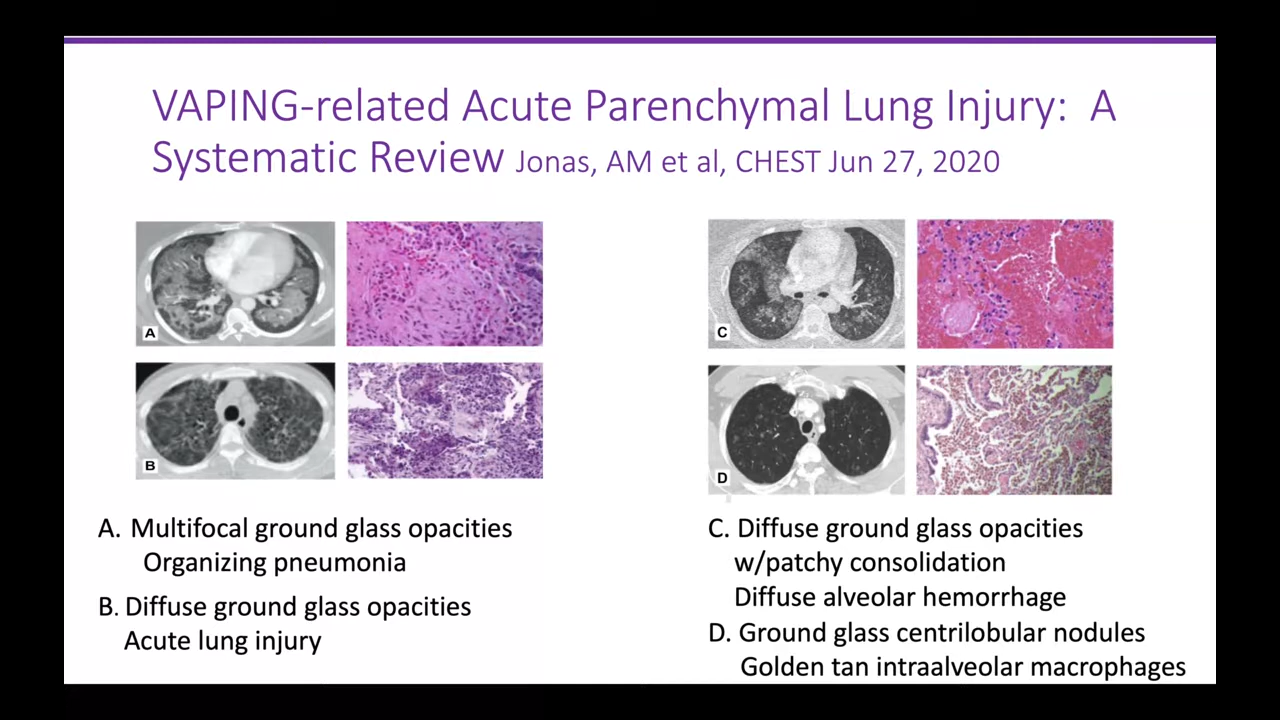 VAPING-related Acute Parenchymal Lung Injury: A
Systematic Review Jonas, AM et al, CHEST Jun 27, 2020
A
B
C
D
A. Multifocal ground glass opacities
Organizing pneumonia
B. Diffuse ground glass opacities
Acute lung injury
C. Diffuse ground glass opacities
w/patchy consolidation
Diffuse alveolar hemorrhage
D. Ground glass centrilobular nodules
Golden tan intraalveolar macrophages